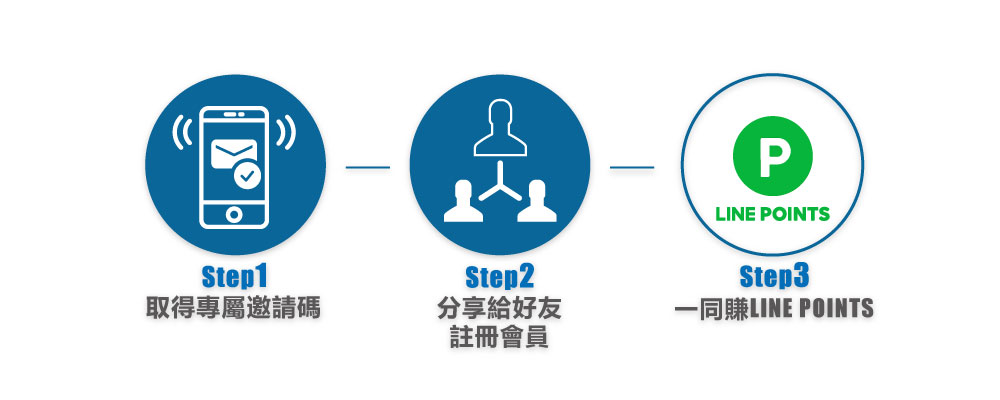 P
LINE POINTS
Step1
取得專屬邀請碼
Step2
分享給好友
註冊會員
Step3
一同賺LINE POINTS